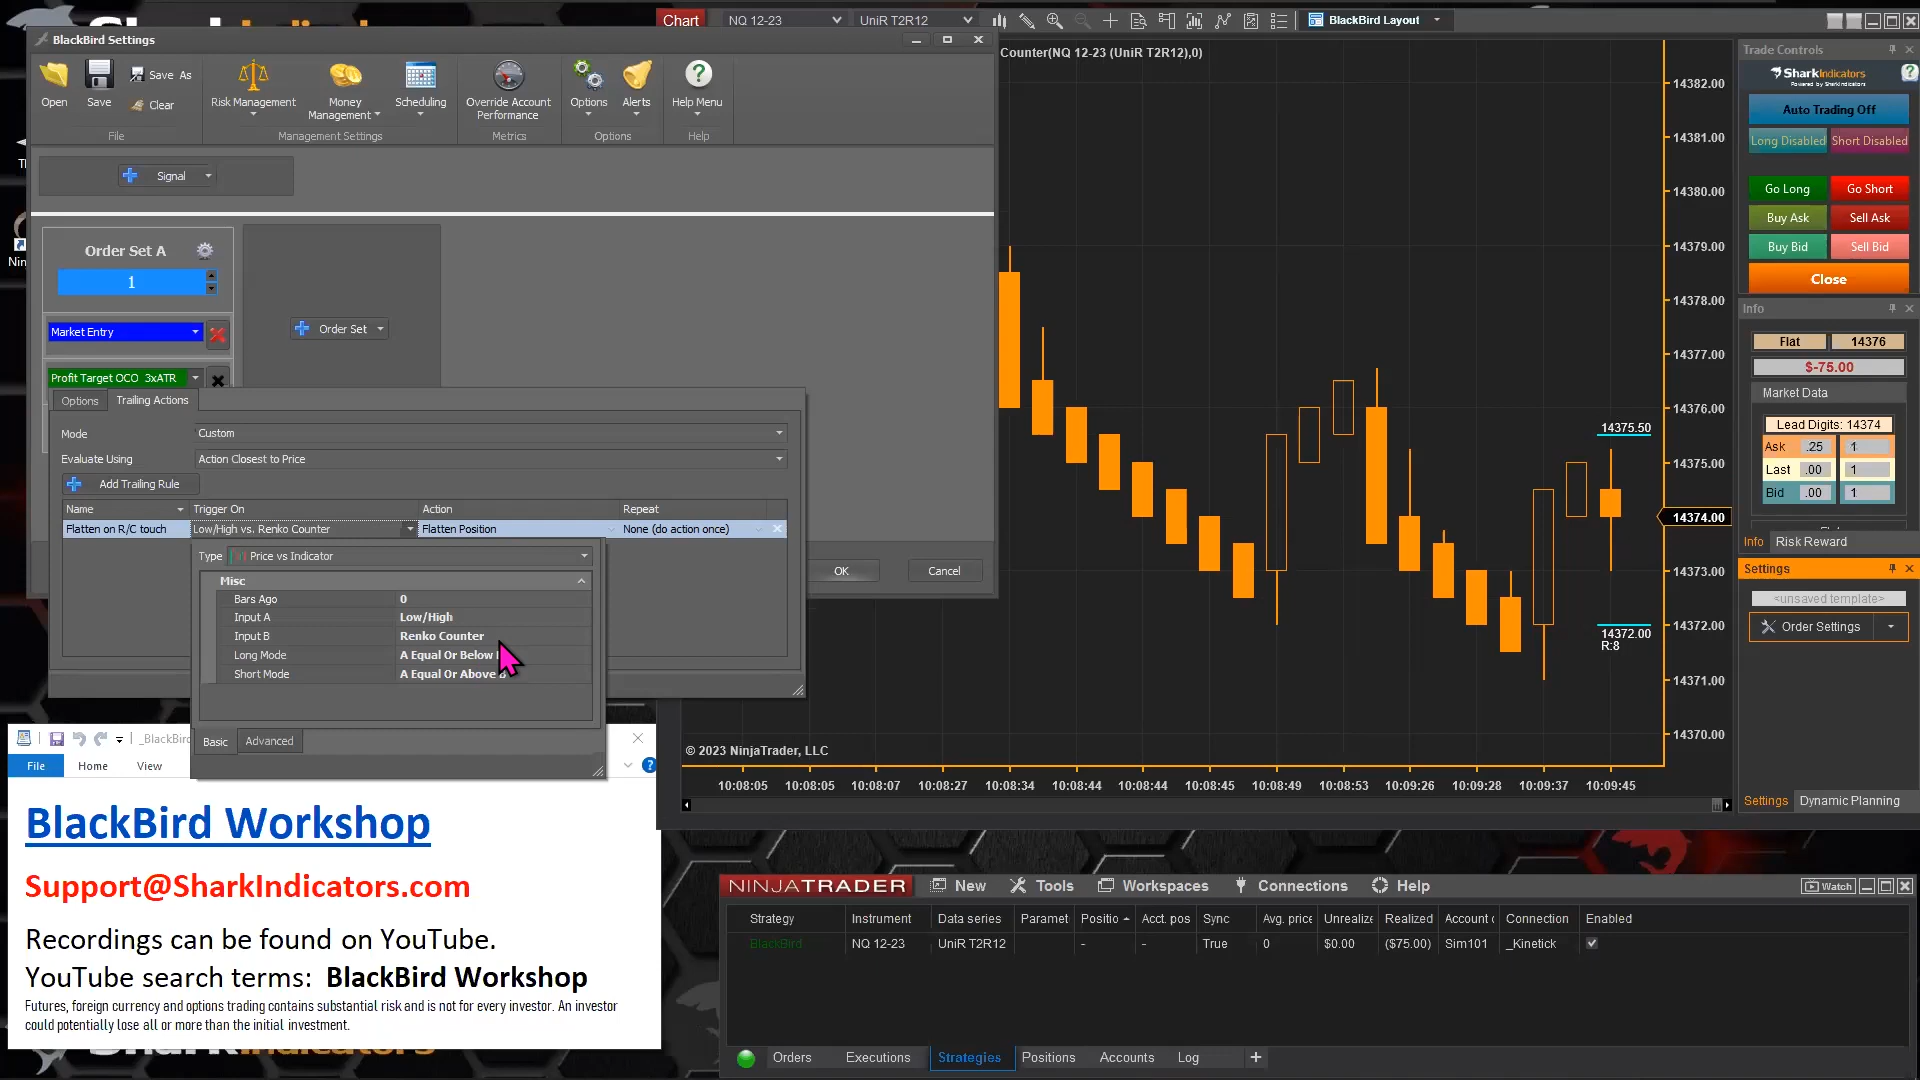 BlackBird Settings
Open
Save
Save As
Clear
Risk Management
Money Management
Scheduling
Override Account Performance
Options
Alerts
Help Menu
File
Management Settings
Metrics
Options
Help
Signal
Order Set A
1
Market Entry
Profit Target OCO 3xATR
Order Set
Options
Trailing Actions
Mode
Custom
Evaluate Using
Action Closest to Price
Add Trailing Rule
Name
Trigger On
Action
Repeat
Flatten on R/C touch
Low/High vs. Renko Counter
Flatten Position
None (do action once)
Type
Price vs Indicator
Misc
Bars Ago
0
Input A
Low/High
Input B
Renko Counter
Long Mode
A Equal Or Below
Short Mode
A Equal Or Above B
Basic
Advanced
OK
Cancel
_BlackBird
File
Home
View
BlackBird Workshop
Support@SharkIndicators.com
Recordings can be found on YouTube.
YouTube search terms: BlackBird Workshop
Futures, foreign currency and options trading contains substantial risk and is not for every investor. An investor
could potentially lose all or more than the initial investment.
Chart
NQ 12-23
UniR T2R12
BlackBird Layout
Counter(NQ 12-23 (UniR T2R12),0)
14382.00
14381.00
14380.00
14379.00
14378.00
14377.00
14376.00
14375.00
14374.00
14373.00
14372.00
14371.00
14370.00
14375.50
14372.00
R:8
© 2023 NinjaTrader, LLC
10:08:05
10:08:05
10:08:07
10:08:27
10:08:34
10:08:44
10:08:44
10:08:45
10:08:49
10:08:53
10:09:26
10:09:28
10:09:37
10:09:45
Trade Controls
SharkIndicators
Powered by SharkIndicators
Auto Trading Off
Long Disabled
Short Disabled
Go Long
Go Short
Buy Ask
Sell Ask
Buy Bid
Sell Bid
Close
Info
Flat
14376
$-75.00
Market Data
Lead Digits: 14374
Ask
.25
1
Last
.00
1
Bid
.00
1
Info
Risk Reward
Settings
<unsaved template>
Order Settings
Settings
Dynamic Planning
NINJATRADER
New
Tools
Workspaces
Connections
Help
Watch
Strategy
Instrument
Data series
Paramet
Positio
Acct. pos
Sync
Avg. price
Unrealize
Realized
Account
Connection
Enabled
BlackBird
NQ 12-23
UniR T2R12
-
-
True
0
$0.00
($75.00)
Sim101
_Kinetick
Orders
Executions
Strategies
Positions
Accounts
Log